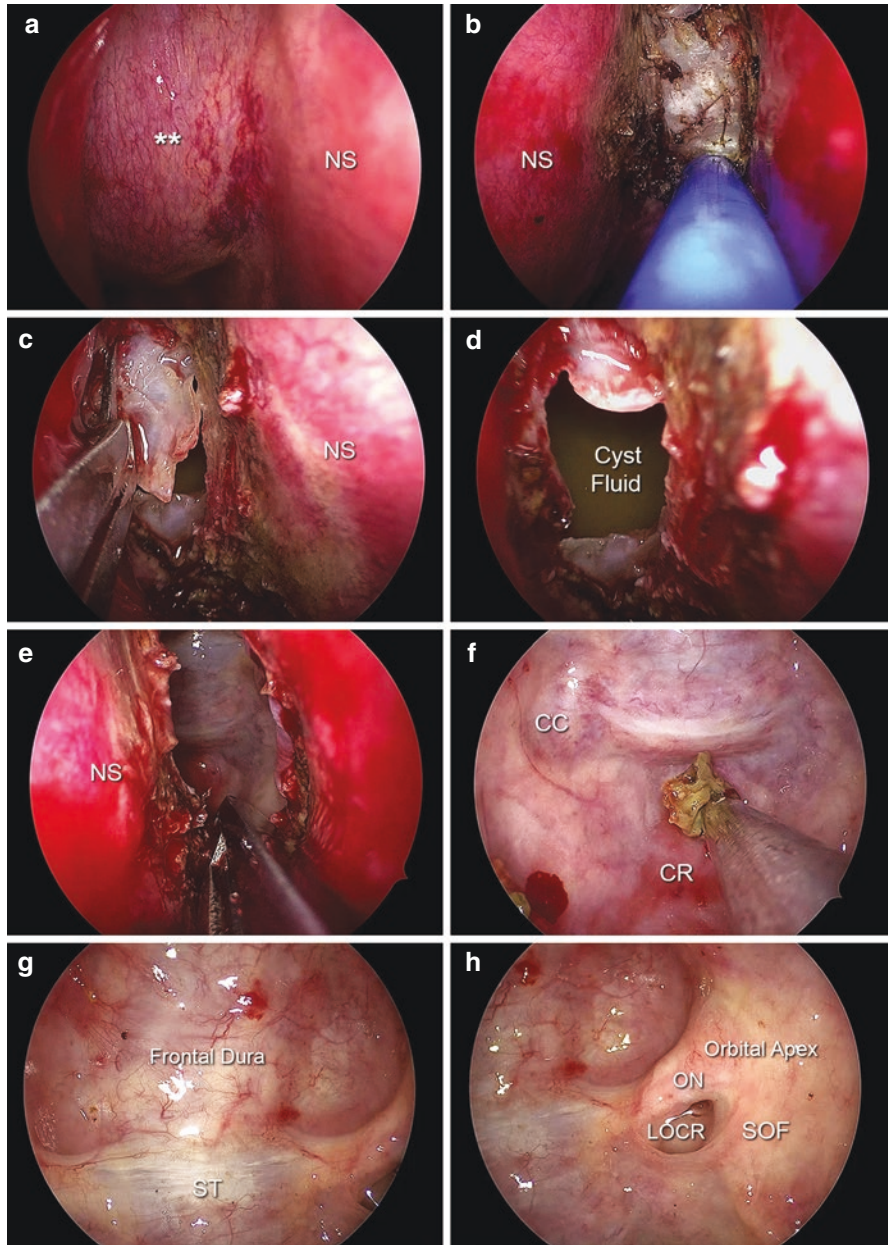 a
**
NS
b
NS
c
NS
d
Cyst
Fluid
e
NS
f
CC
CR
g
Frontal Dura
ST
h
Orbital Apex
ON
LOCR
SOF